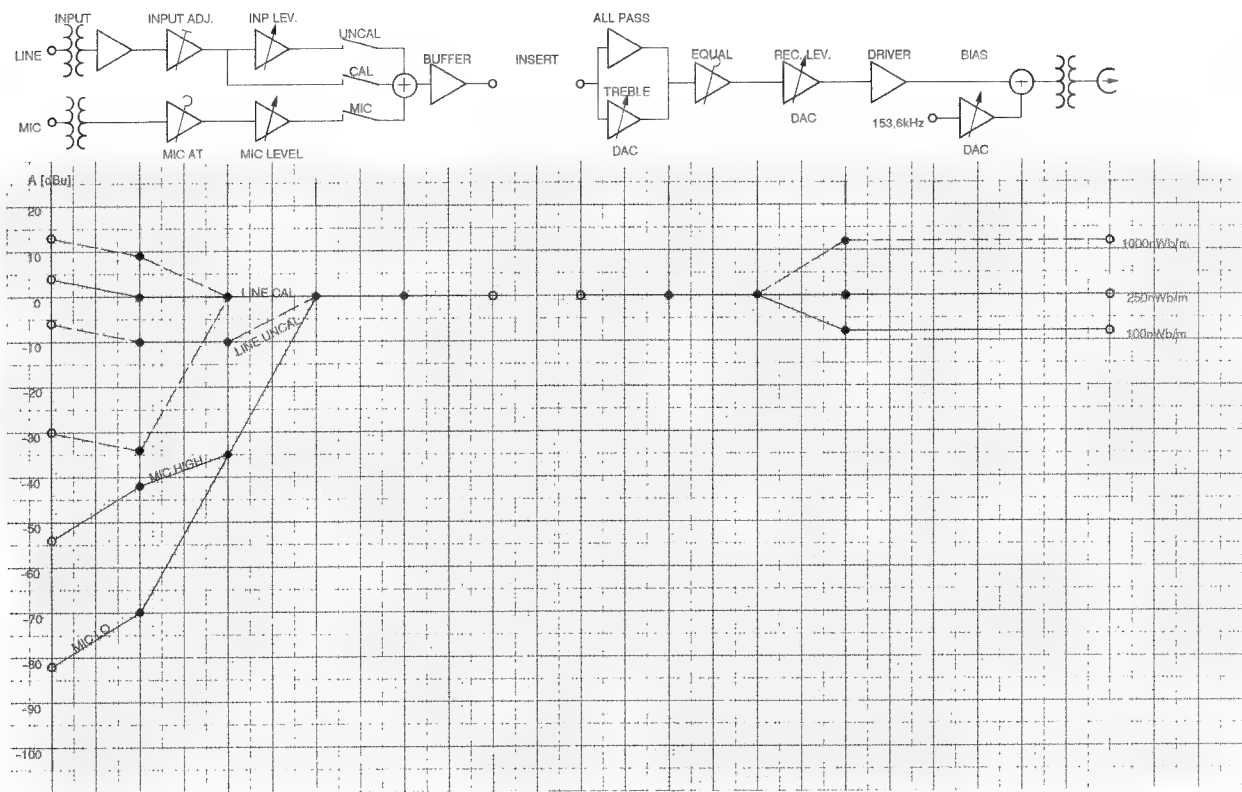 INPUT INPUT ADJ. INP LEV. UNCAL
LINE
CAL
BUFFER
MIC
MIC
MIC AT
MIC LEVEL
INSERT
ALL PASS
TREBLE
DAC
EQUAL
REC. LEV.
DAC
DRIVER
BIAS
153,6kHz
DAC
A [dBu]
20
10
0
-10
-20
-30
-40
-50
-60
-70
-80
-90
-100
LINE CAL
LINE UNCAL
MIC HIGH
MIC LO
1000nWb/m
250nWb/m
100nWb/m